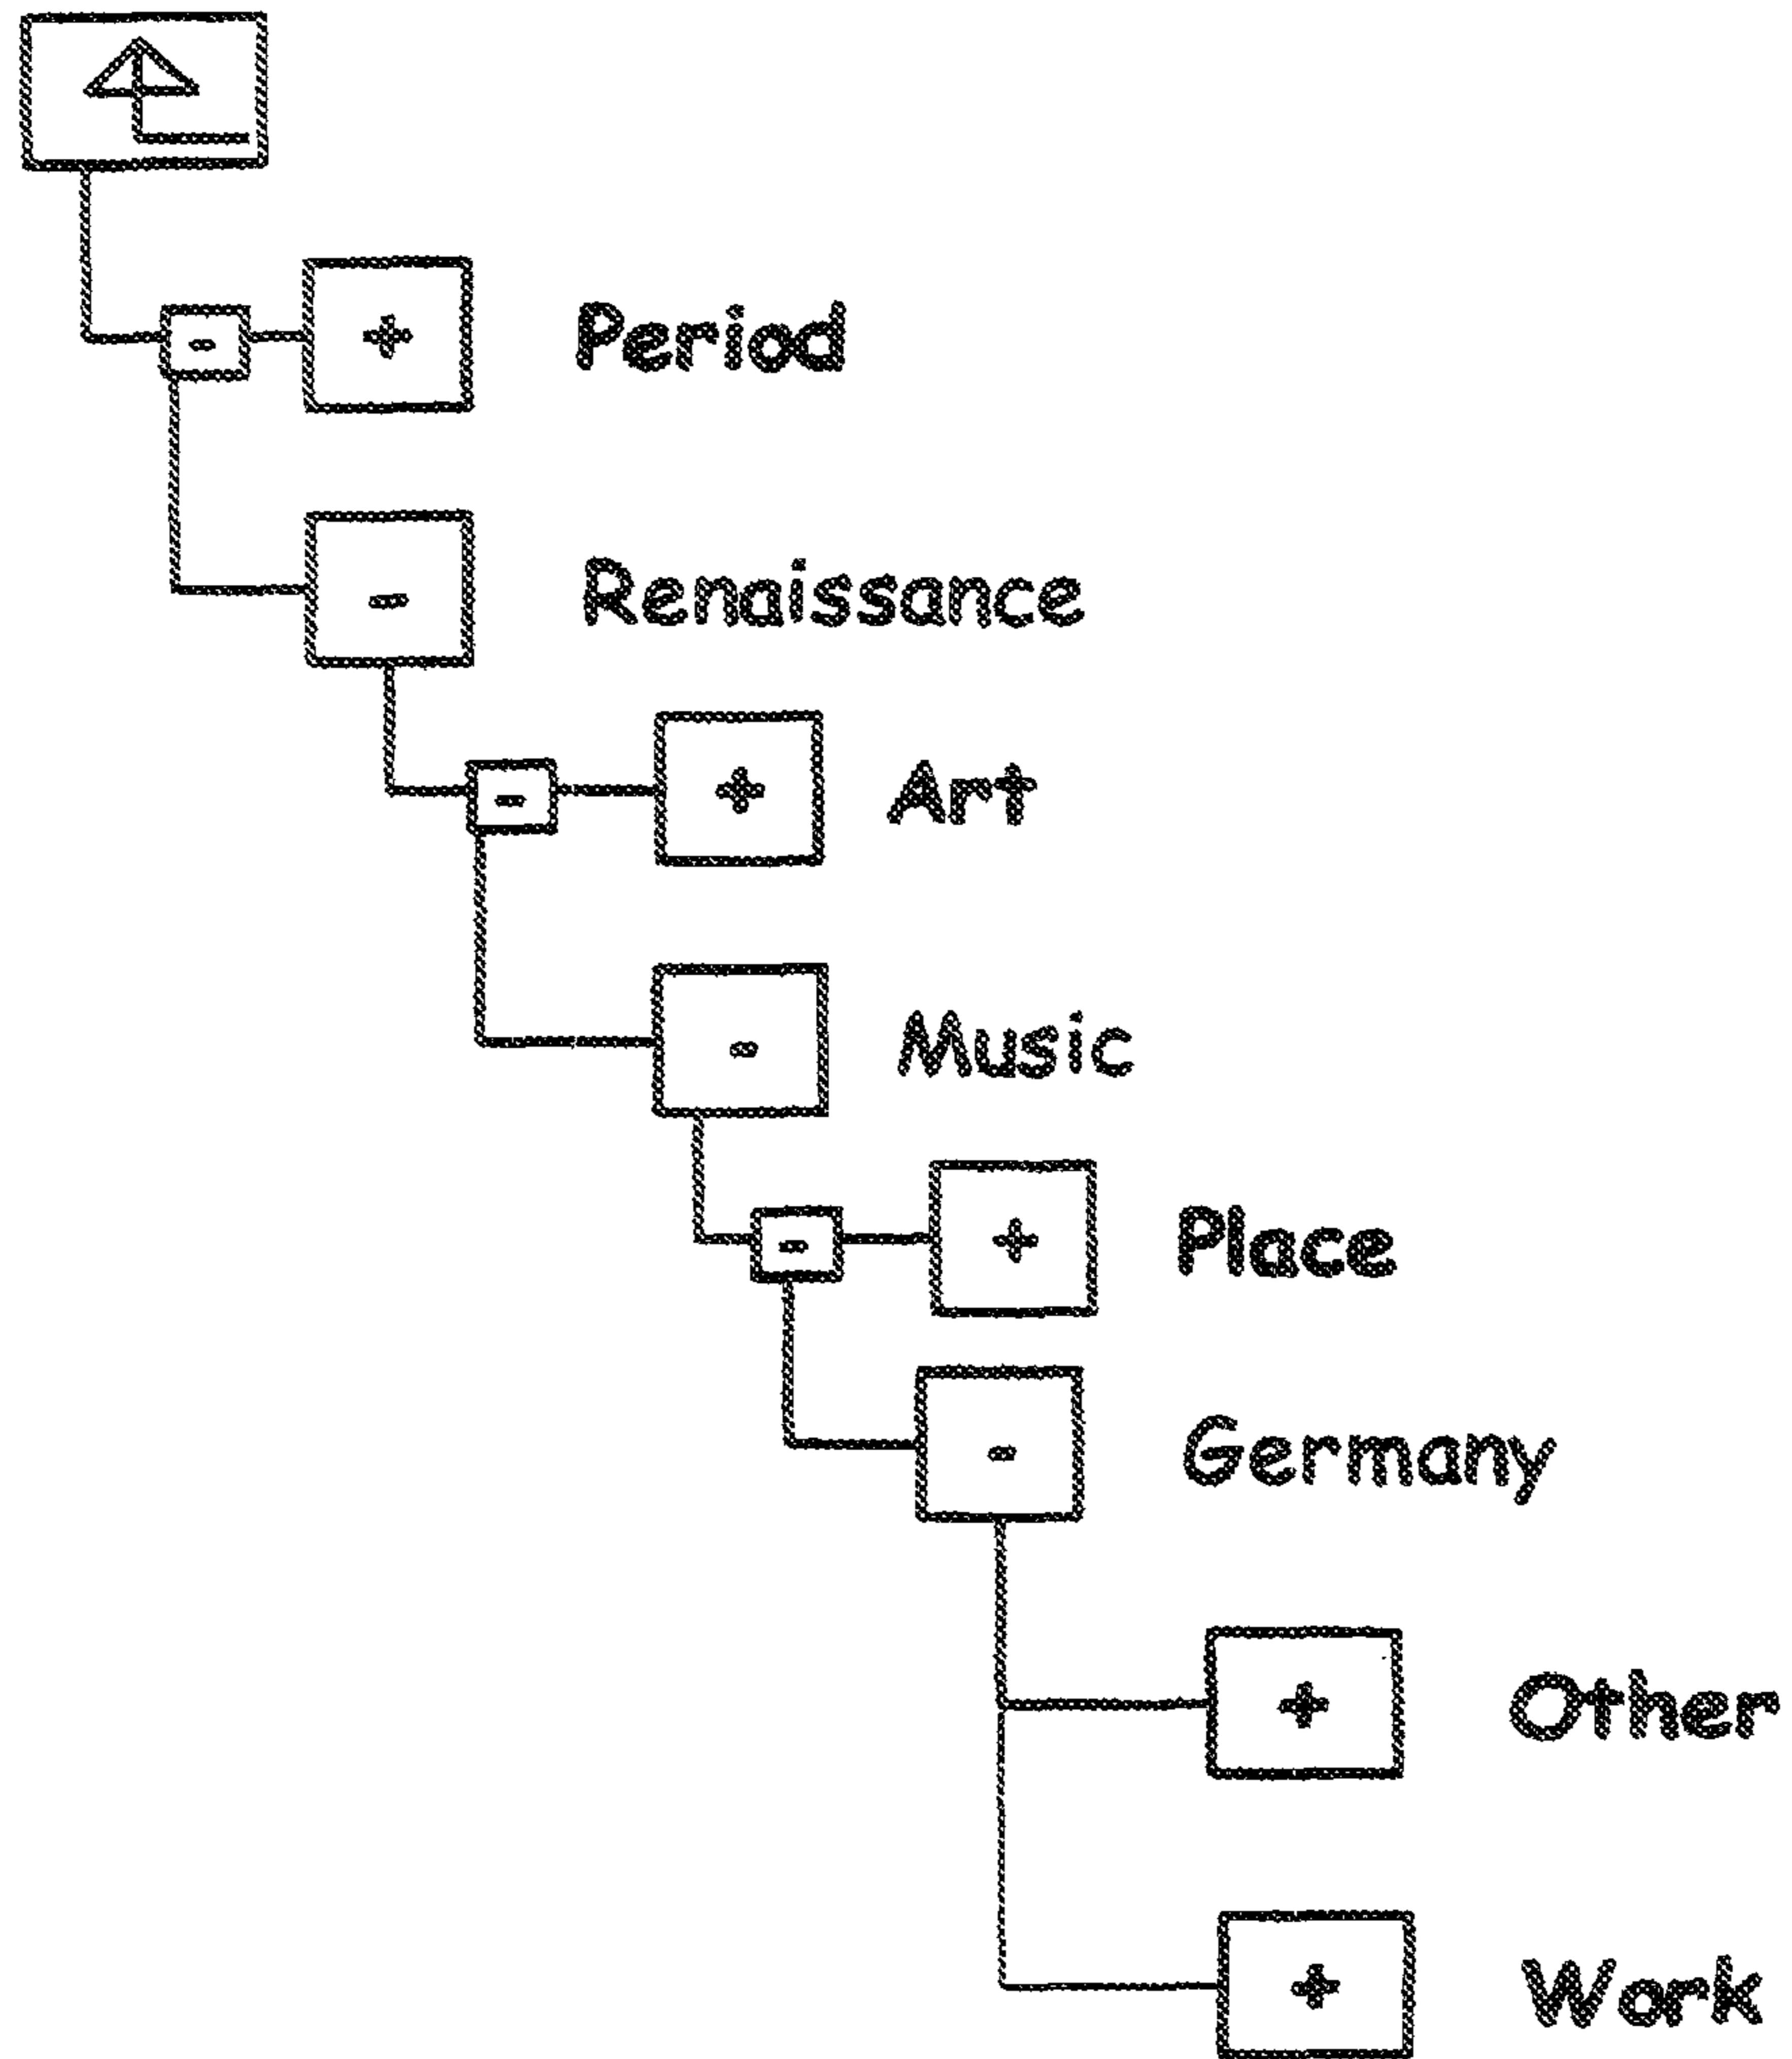 - + Period
- Renaissance
- + Art
- Music
- + Place
- Germany
+ Other
+ Work